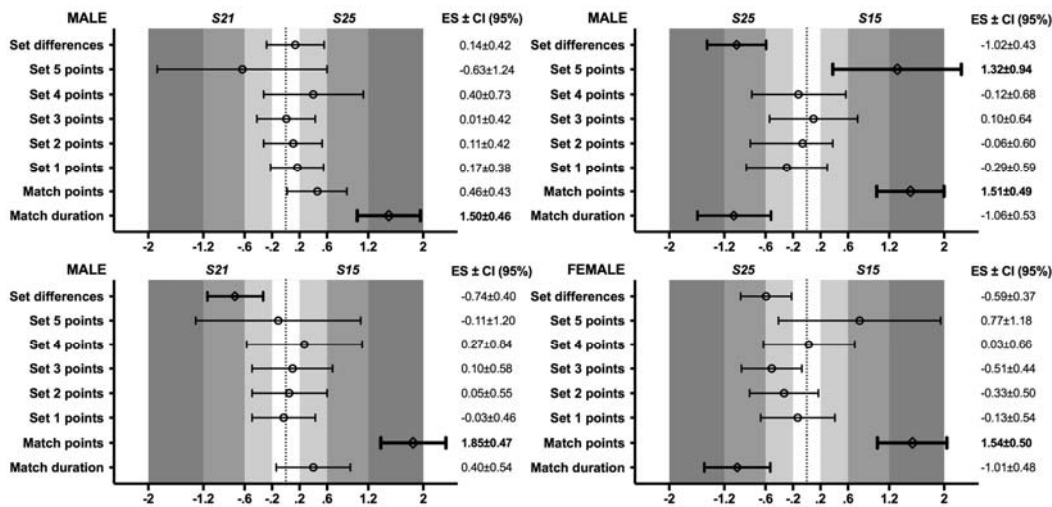 MALE S21 S25 ES ± CI (95%)
Set differences 0.14±0.42
Set 5 points -0.63±1.24
Set 4 points 0.40±0.73
Set 3 points 0.01±0.42
Set 2 points 0.11±0.42
Set 1 points 0.17±0.38
Match points 0.46±0.43
Match duration 1.50±0.46
-2 -1.2 -.6 -.2 .2 .6 1.2 2
MALE S25 S15 ES ± CI (95%)
Set differences -1.02±0.43
Set 5 points 1.32±0.94
Set 4 points -0.12±0.68
Set 3 points 0.10±0.64
Set 2 points -0.06±0.60
Set 1 points -0.29±0.59
Match points 1.51±0.49
Match duration -1.06±0.53
-2 -1.2 -.6 -.2 .2 .6 1.2 2
MALE S21 S15 ES ± CI (95%)
Set differences -0.74±0.40
Set 5 points -0.11±1.20
Set 4 points 0.27±0.84
Set 3 points 0.10±0.58
Set 2 points 0.05±0.55
Set 1 points -0.03±0.46
Match points 1.85±0.47
Match duration 0.40±0.54
-2 -1.2 -.6 -.2 .2 .6 1.2 2
FEMALE S25 S15 ES ± CI (95%)
Set differences -0.59±0.37
Set 5 points 0.77±1.18
Set 4 points 0.03±0.66
Set 3 points -0.51±0.44
Set 2 points -0.33±0.50
Set 1 points -0.13±0.54
Match points 1.54±0.50
Match duration -1.01±0.48
-2 -1.2 -.6 -.2 .2 .6 1.2 2